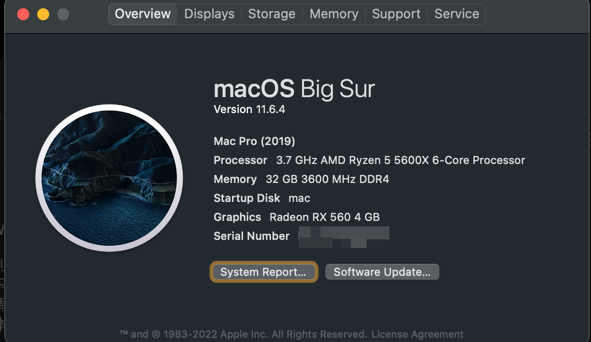 Overview Displays Storage Memory Support Service
macOS Big Sur
Version 11.6.4
Mac Pro (2019)
Processor 3.7 GHz AMD Ryzen 5 5600X 6-Core Processor
Memory 32 GB 3600 MHz DDR4
Startup Disk mac
Graphics Radeon RX 560 4 GB
Serial Number
System Report... Software Update...
™ and © 1983-2022 Apple Inc. All Rights Reserved. License Agreement